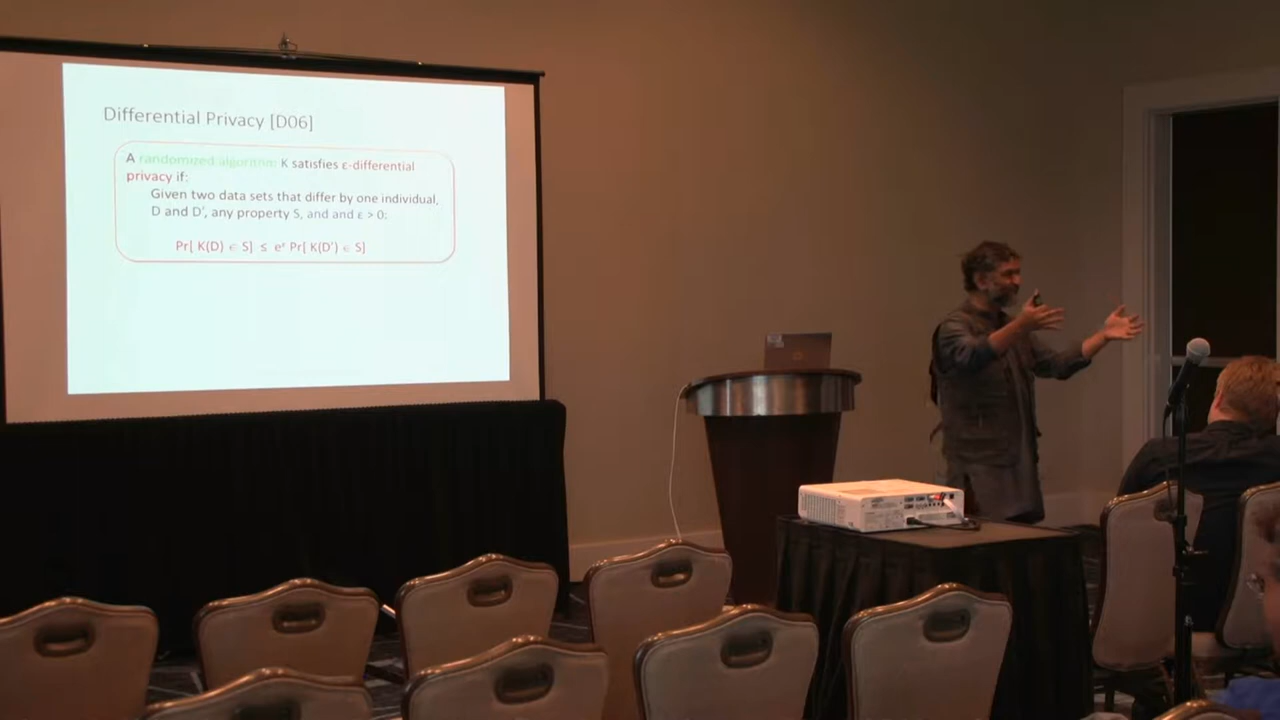 Differential Privacy [D06]
A randomized algorithm K satisfies ε-differential
privacy if:
Given two data sets that differ by one individual,
D and D', any property S, and and ε > 0:
Pr[ K(D) ∈ S] ≤ eᵋ Pr[ K(D') ∈ S]